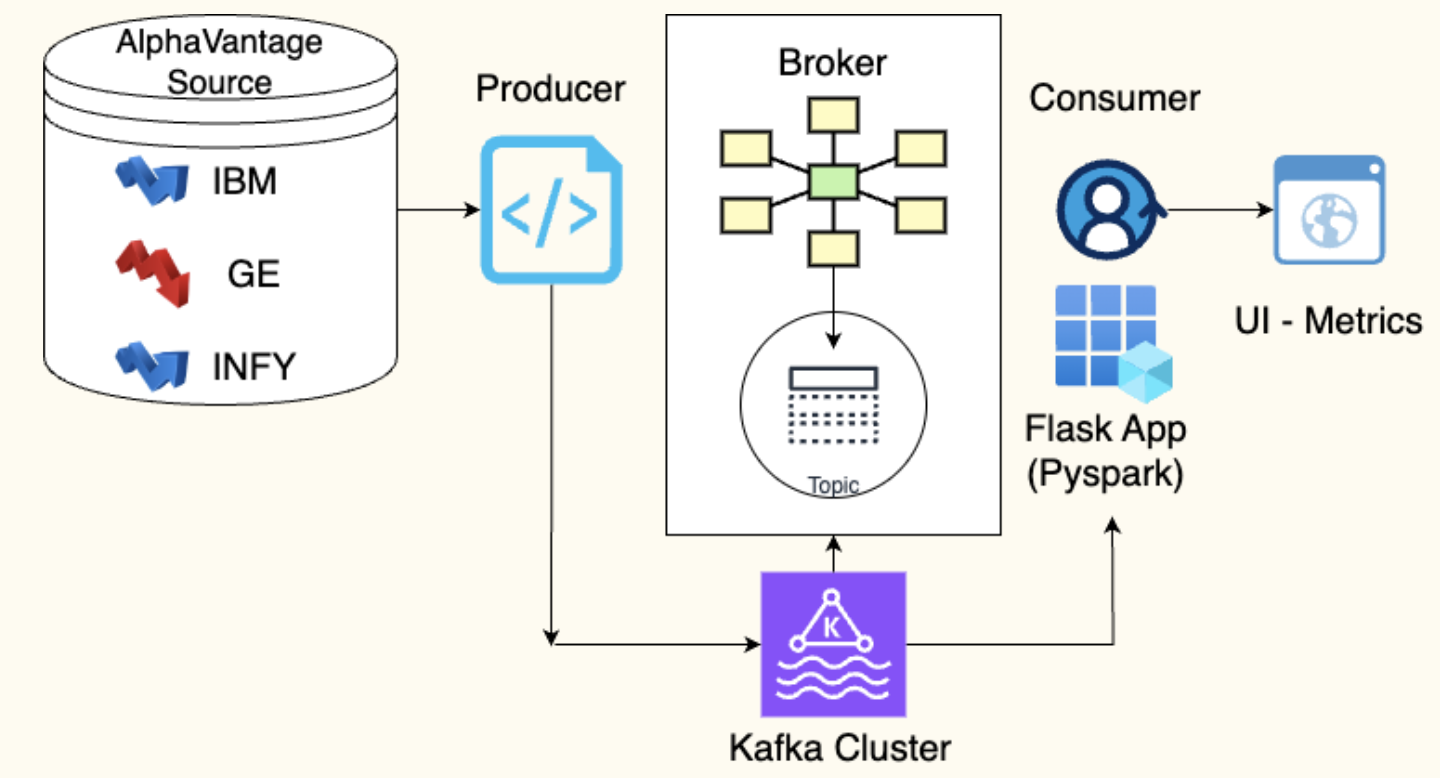 AlphaVantage
Source
IBM
GE
INFY
Producer
</>
Broker
Topic
K
Kafka Cluster
Consumer
Flask App
(Pyspark)
UI - Metrics